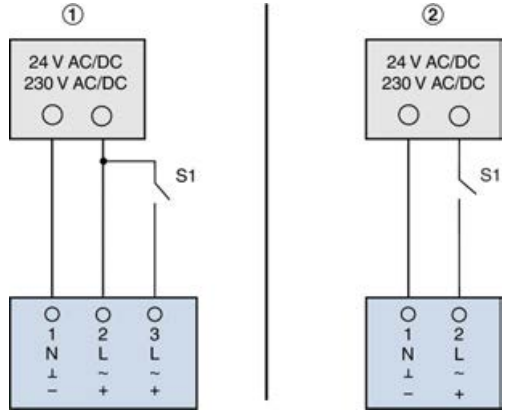 ①
24 V AC/DC
230 V AC/DC
S1
1 2 3
N L L
⊥ ~ ~
− + +
②
24 V AC/DC
230 V AC/DC
S1
1 2
N L
⊥ ~
− +